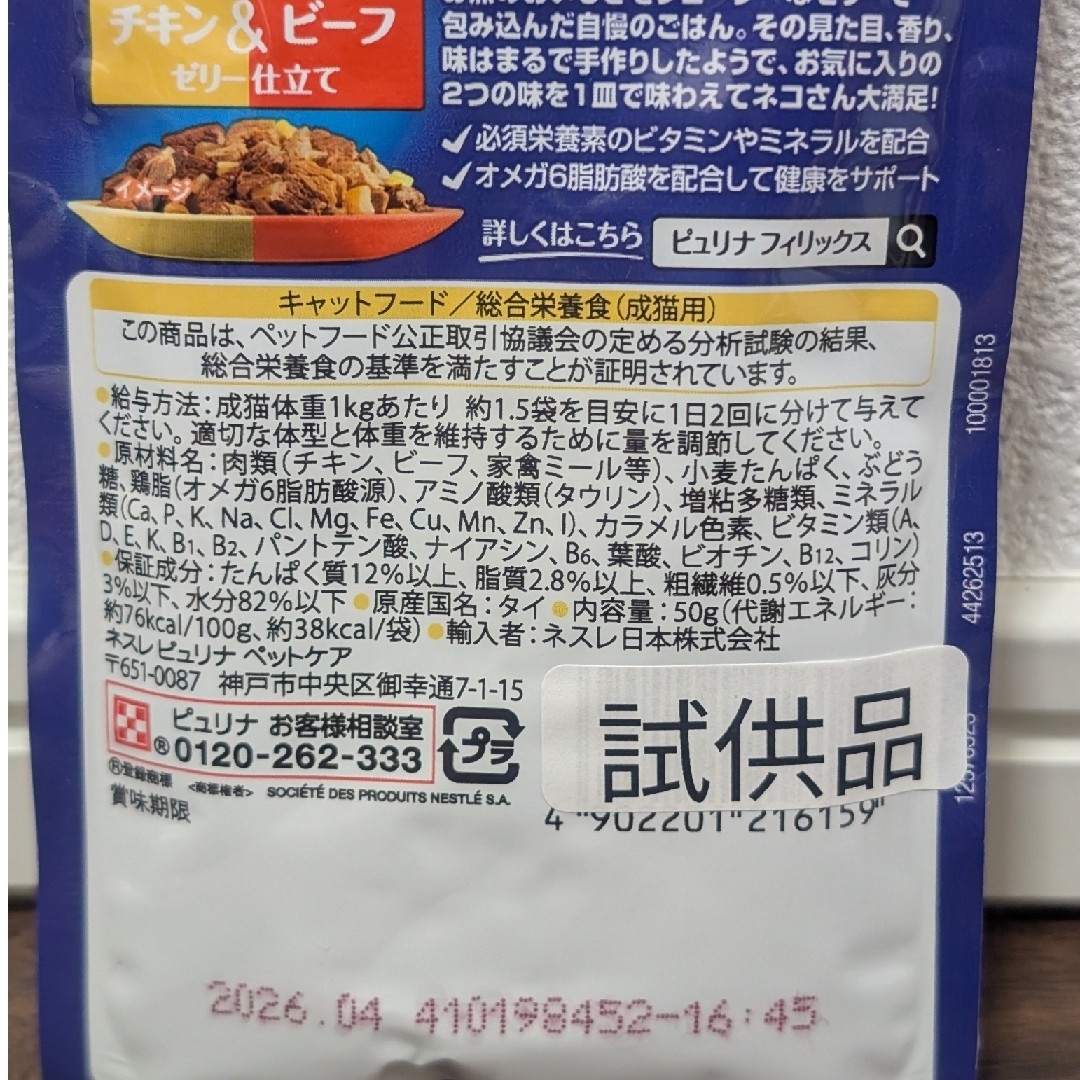 チキン&ビーフ
ゼリー仕立て
包み込んだ自慢のごはん。その見た目、香り、
味はまるで手作りしたようで、お気に入りの
2つの味を1皿で味わえてネコさん大満足!
必須栄養素のビタミンやミネラルを配合
オメガ6脂肪酸を配合して健康をサポート
イメージ
詳しくはこちら ピュリナ フィリックス
キャットフード/総合栄養食(成猫用)
この商品は、ペットフード公正取引協議会の定める分析試験の結果、
総合栄養食の基準を満たすことが証明されています。
●給与方法:成猫体重1kgあたり 約1.5袋を目安に1日2回に分けて与えて
ください。適切な体型と体重を維持するために量を調節してください。
●原材料名:肉類(チキン、ビーフ、家禽ミール等)、小麦たんぱく、ぶどう
糖、鶏脂(オメガ6脂肪酸源)、アミノ酸類(タウリン)、増粘多糖類、ミネラル
類(Ca、P、K、Na、Cl、Mg、Fe、Cu、Mn、Zn、I)、カラメル色素、ビタミン類(A、
D、E、K、B1、B2、パントテン酸、ナイアシン、B6、葉酸、ビオチン、B12、コリン)
●保証成分:たんぱく質12%以上、脂質2.8%以上、粗繊維0.5%以下、灰分
3%以下、水分82%以下 ●原産国名:タイ ●内容量:50g(代謝エネルギー:
約76kcal/100g、約38kcal/袋) ●輸入者:ネスレ日本株式会社
ネスレ ピュリナ ペットケア
〒651-0087 神戸市中央区御幸通7-1-15
ピュリナ お客様相談室
®0120-262-333
プラ
試供品
®登録商標 <商標権者> SOCIÉTÉ DES PRODUITS NESTLÉ S.A.
賞味期限
4 "902201"216159"
2026.04 410198452-16:45
100001813
44262513